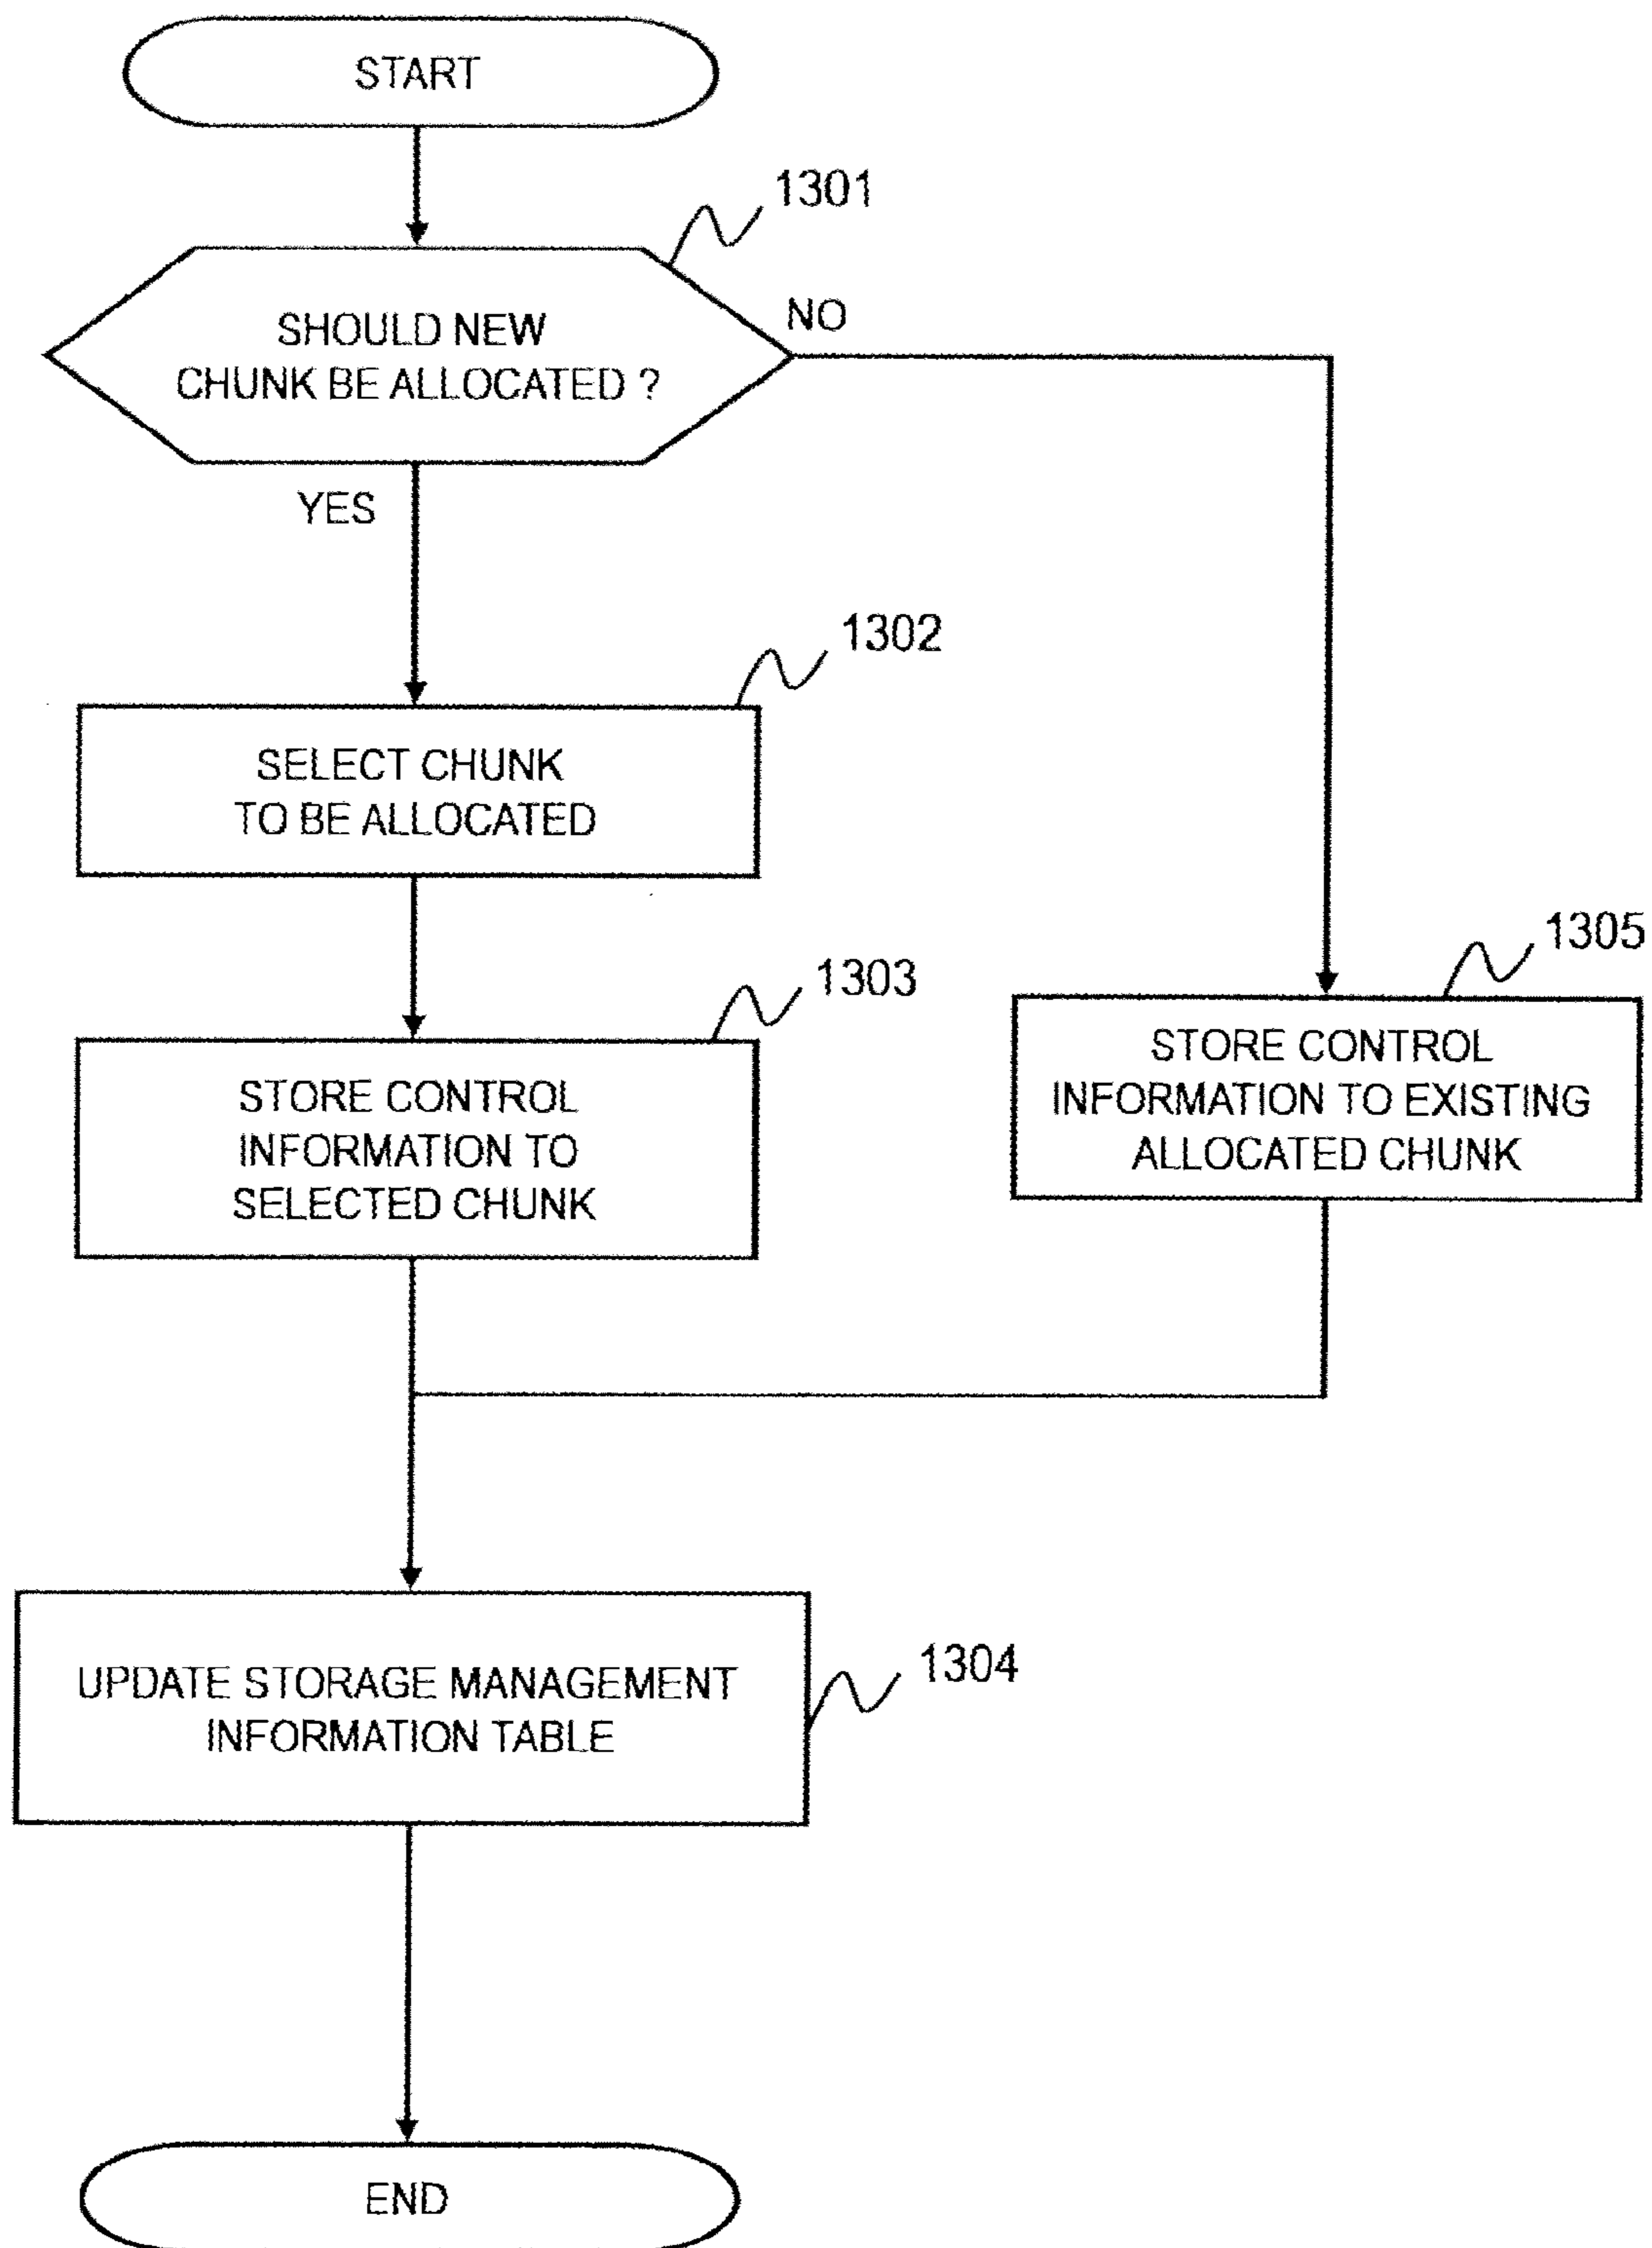 START
1301
SHOULD NEW
CHUNK BE ALLOCATED ?
NO
YES
1302
SELECT CHUNK
TO BE ALLOCATED
1303
STORE CONTROL
INFORMATION TO
SELECTED CHUNK
1305
STORE CONTROL
INFORMATION TO EXISTING
ALLOCATED CHUNK
1304
UPDATE STORAGE MANAGEMENT
INFORMATION TABLE
END